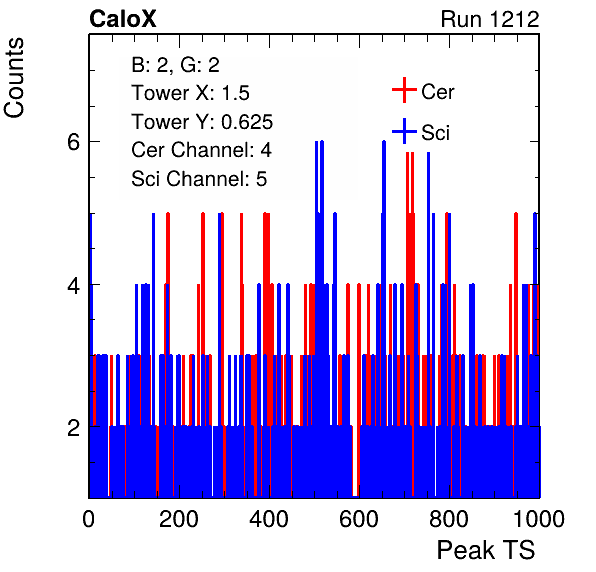 CaloX Run 1212
Counts
B: 2, G: 2
Tower X: 1.5
Tower Y: 0.625
Cer Channel: 4
Sci Channel: 5
Cer
Sci
6
4
2
0 200 400 600 800 1000
Peak TS